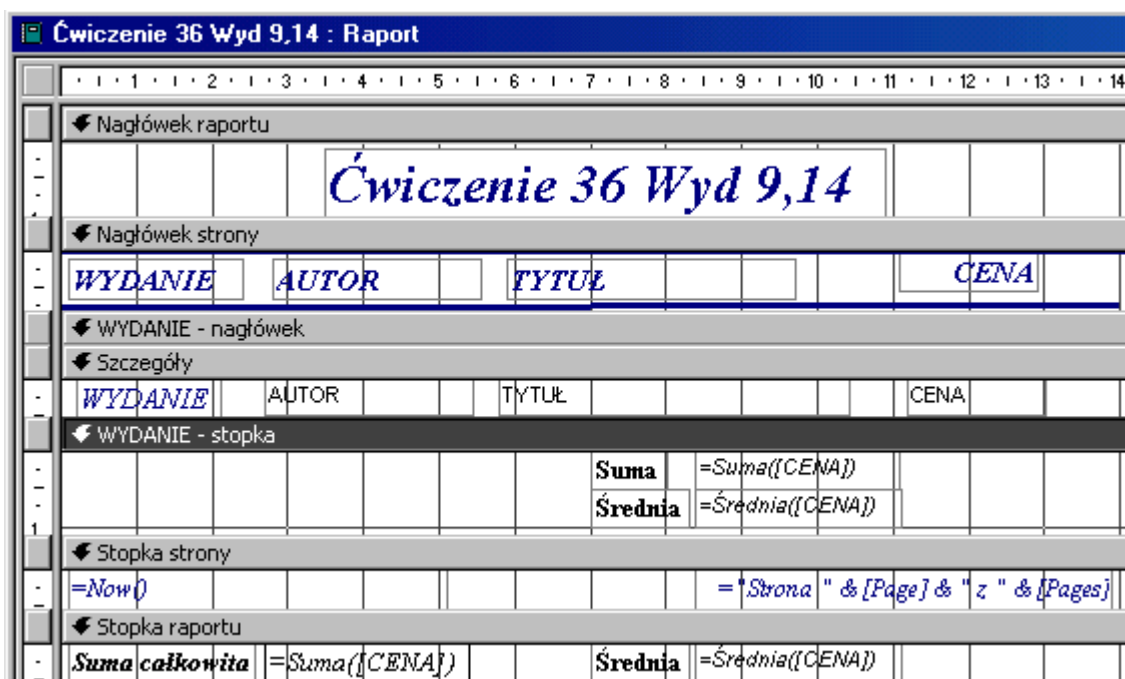 Ćwiczenie 36 Wyd 9,14 : Raport
1 2 3 4 5 6 7 8 9 10 11 12 13 14
Nagłówek raportu
Ćwiczenie 36 Wyd 9,14
Nagłówek strony
WYDANIE AUTOR TYTUŁ CENA
WYDANIE - nagłówek
Szczegóły
WYDANIE AUTOR TYTUŁ CENA
WYDANIE - stopka
Suma =Suma([CENA])
Średnia =Średnia([CENA])
1
Stopka strony
=Now() ="Strona " & [Page] & " z " & [Pages]
Stopka raportu
Suma całkowita =Suma([CENA]) Średnia =Średnia([CENA])